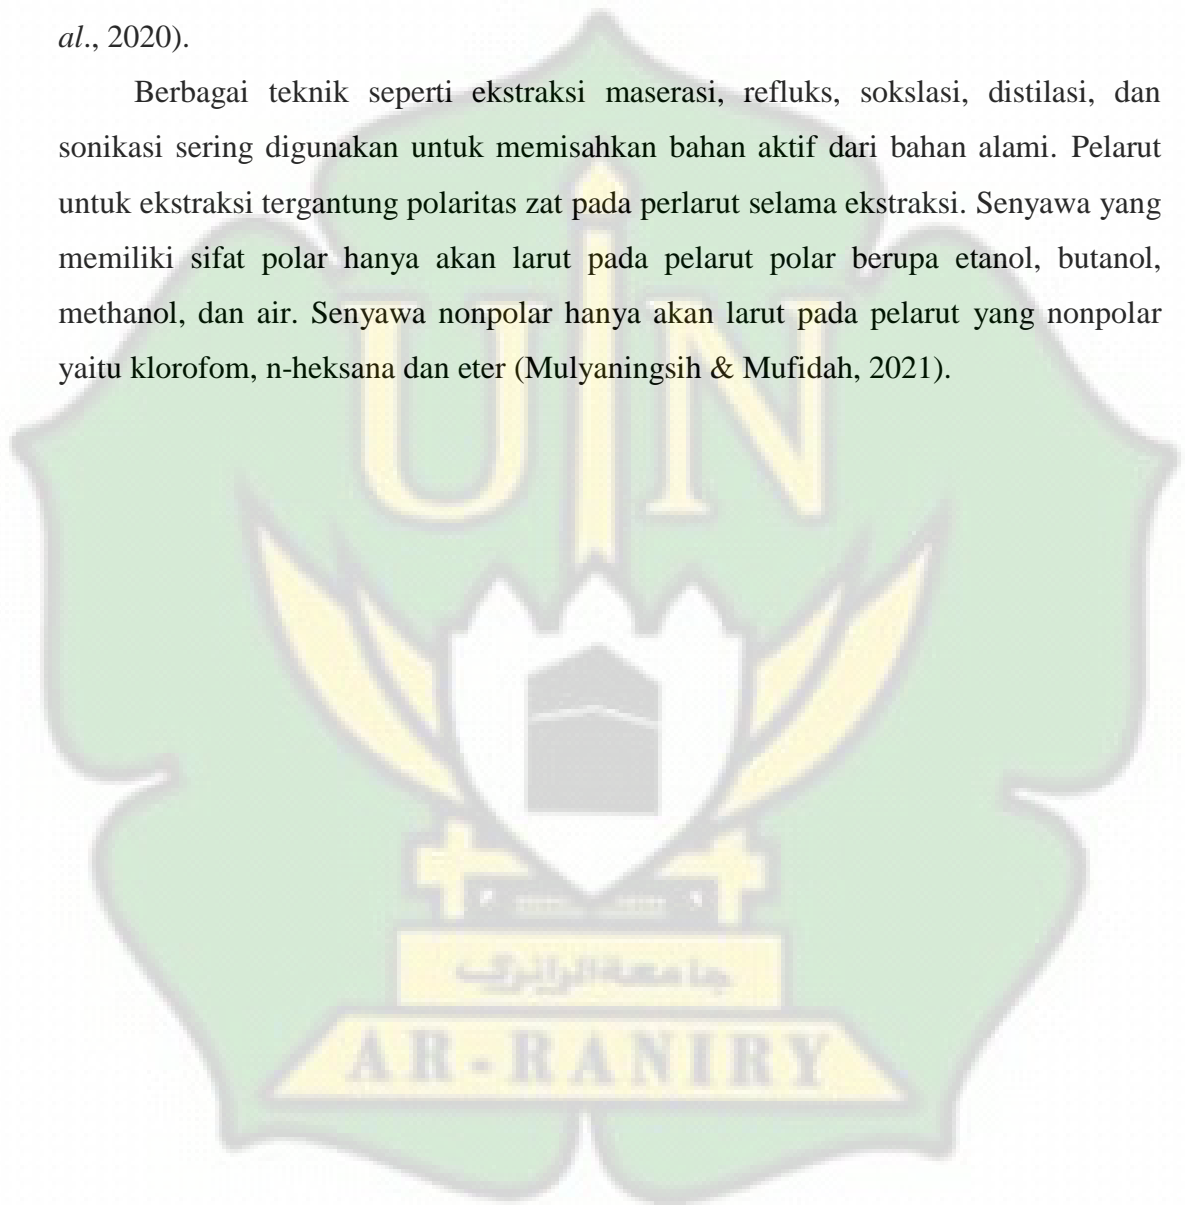 al., 2020).
Berbagai teknik seperti ekstraksi maserasi, refluks, sokslasi, distilasi, dan
sonikasi sering digunakan untuk memisahkan bahan aktif dari bahan alami. Pelarut
untuk ekstraksi tergantung polaritas zat pada perlarut selama ekstraksi. Senyawa yang
memiliki sifat polar hanya akan larut pada pelarut polar berupa etanol, butanol,
methanol, dan air. Senyawa nonpolar hanya akan larut pada pelarut yang nonpolar
yaitu klorofom, n-heksana dan eter (Mulyaningsih & Mufidah, 2021).
UIN
جامعة الرانري
AR-RANIRY